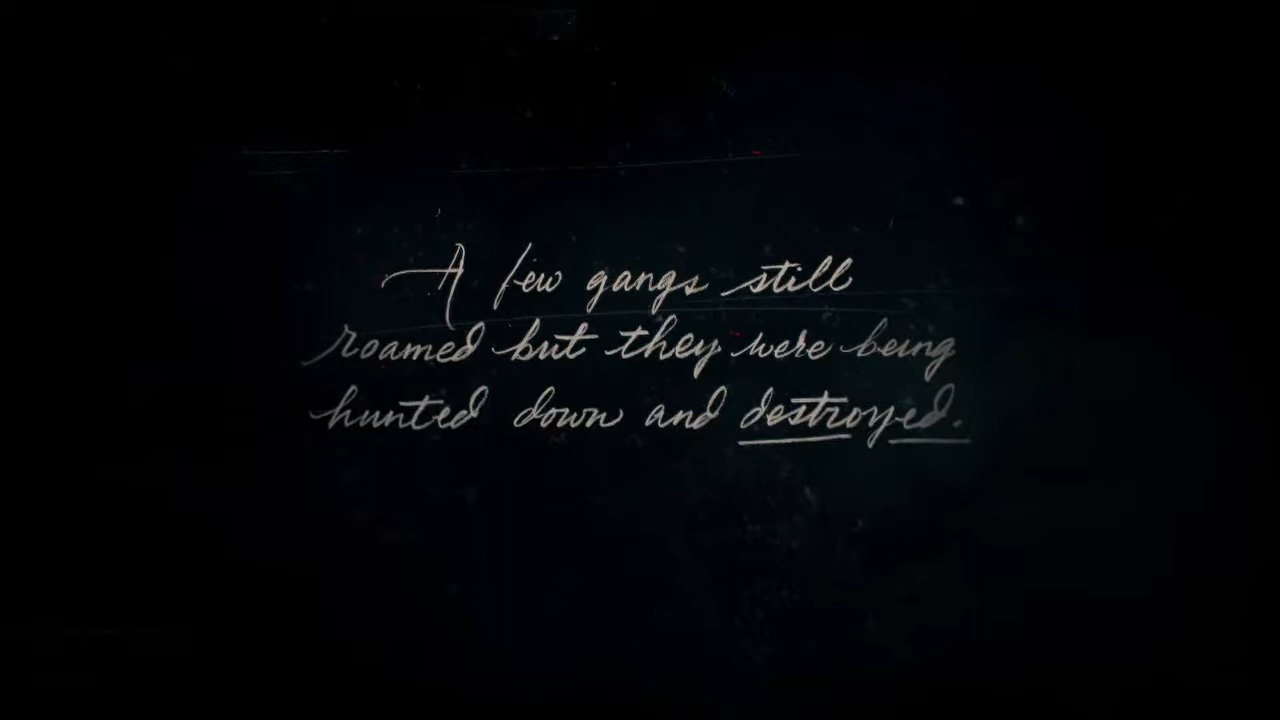 A few gangs still
roamed but they were being
hunted down and destroyed.